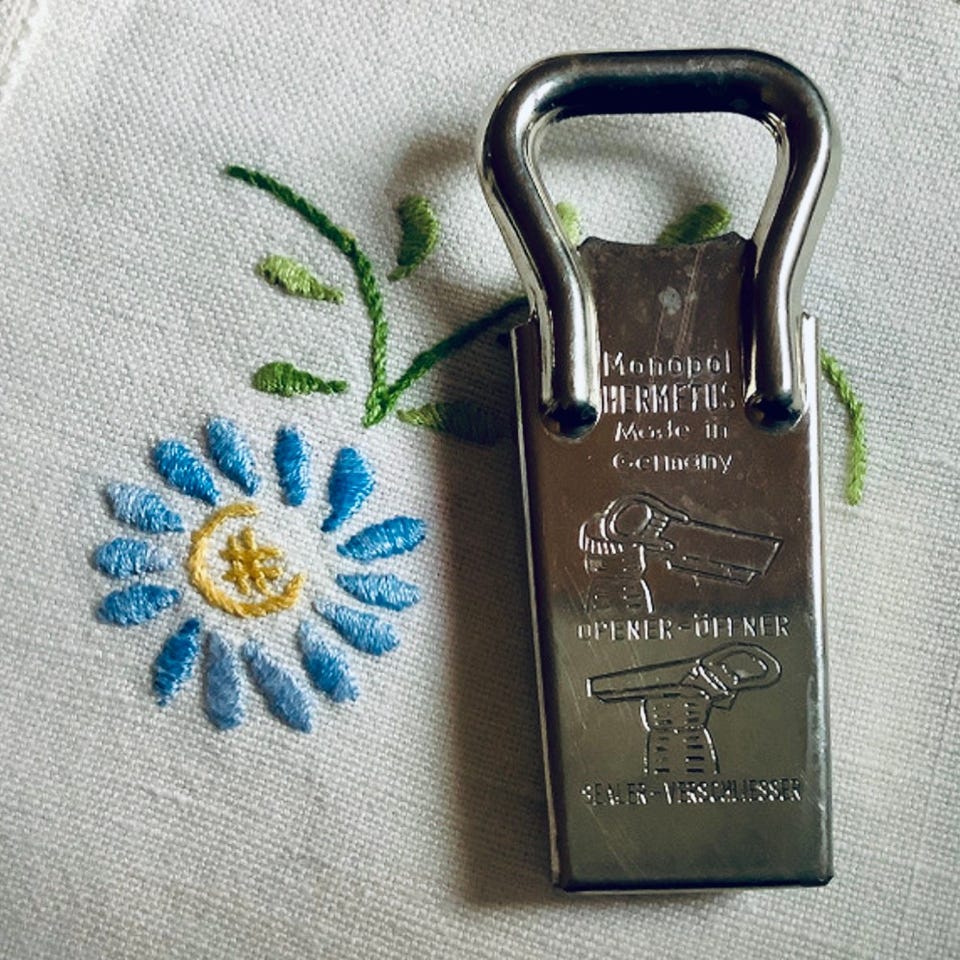 Monopol
HERMETUS
Made in
Germany
OPENER-ÖFFNER
SEALER-VERSCHLIESSER